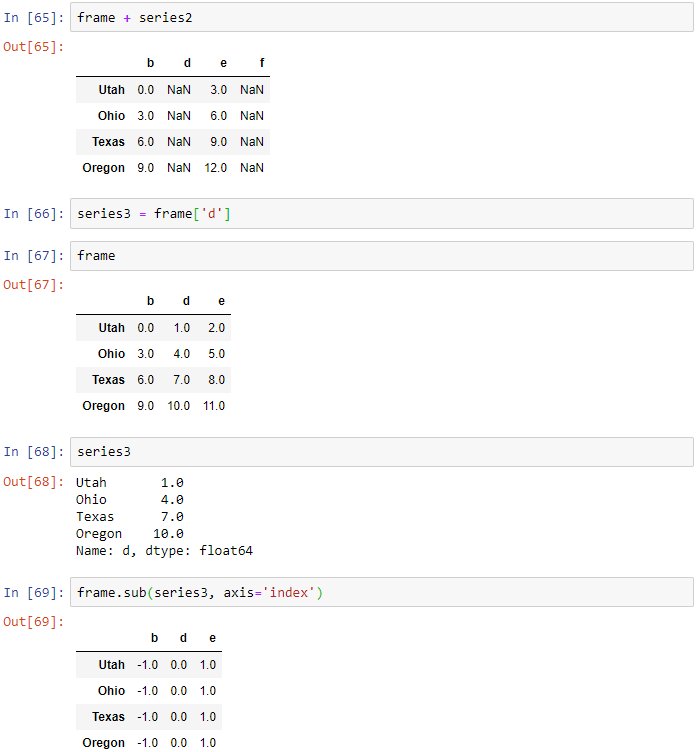 In [65]: frame + series2
Out[65]:
b d e f
Utah 0.0 NaN 3.0 NaN
Ohio 3.0 NaN 6.0 NaN
Texas 6.0 NaN 9.0 NaN
Oregon 9.0 NaN 12.0 NaN
In [66]: series3 = frame['d']
In [67]: frame
Out[67]:
b d e
Utah 0.0 1.0 2.0
Ohio 3.0 4.0 5.0
Texas 6.0 7.0 8.0
Oregon 9.0 10.0 11.0
In [68]: series3
Out[68]: Utah 1.0
Ohio 4.0
Texas 7.0
Oregon 10.0
Name: d, dtype: float64
In [69]: frame.sub(series3, axis='index')
Out[69]:
b d e
Utah -1.0 0.0 1.0
Ohio -1.0 0.0 1.0
Texas -1.0 0.0 1.0
Oregon -1.0 0.0 1.0